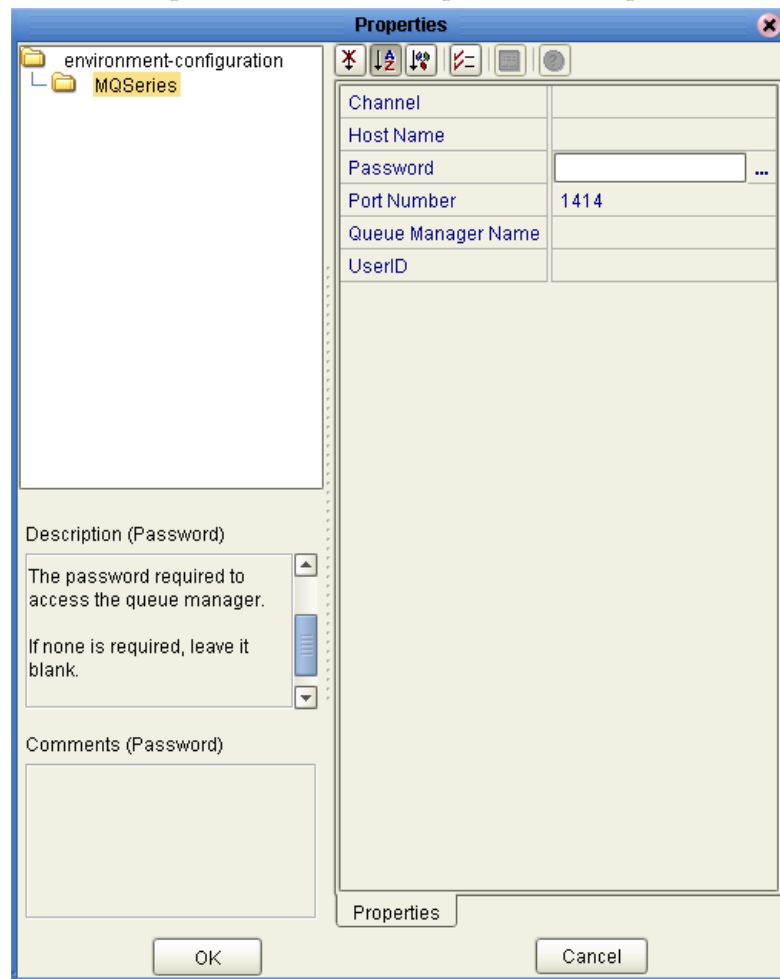 Properties
environment-configuration
MQSeries
Channel
Host Name
Password ...
Port Number 1414
Queue Manager Name
UserID
Description (Password)
The password required to
access the queue manager.
If none is required, leave it
blank.
Comments (Password)
Properties
OK Cancel